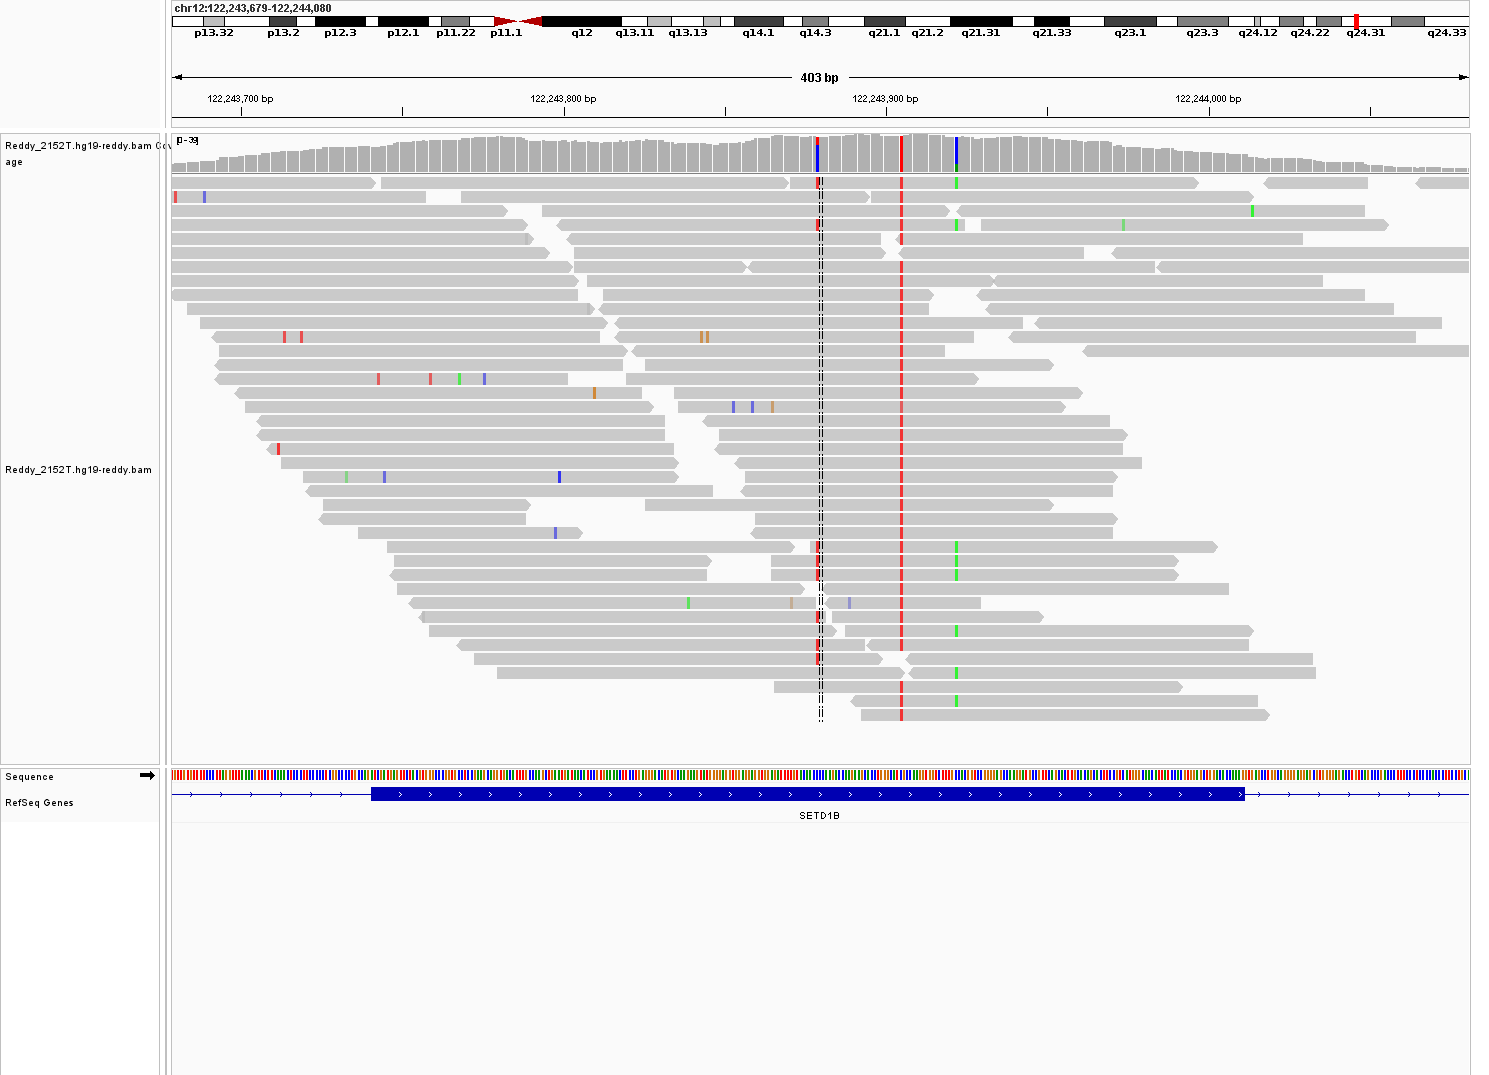 chr12:122,243,679-122,244,080
p13.32 p13.2 p12.3 p12.1 p11.22 p11.1 q12 q13.11 q13.13 q14.1 q14.3 q21.1 q21.2 q21.31 q21.33 q23.1 q23.3 q24.12 q24.22 q24.31 q24.33
403 bp
122,243,700 bp 122,243,800 bp 122,243,900 bp 122,244,000 bp
[0-39]
Reddy_2152T.hg19-reddy.bam Cov
age
Reddy_2152T.hg19-reddy.bam
Sequence
RefSeq Genes
SETD1B